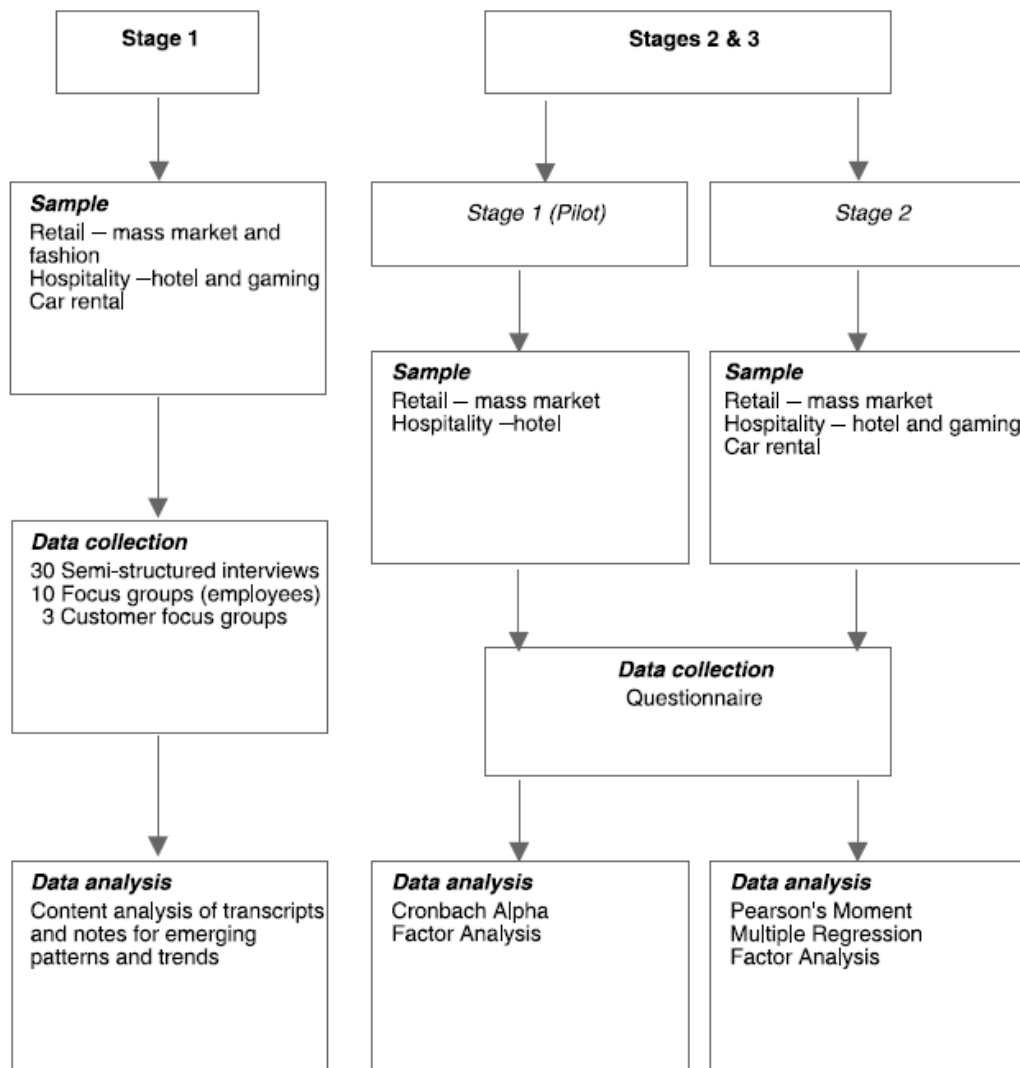 Stage 1
Stages 2 & 3
Sample
Retail – mass market and
fashion
Hospitality –hotel and gaming
Car rental
Stage 1 (Pilot)
Stage 2
Sample
Retail – mass market
Hospitality –hotel
Sample
Retail – mass market
Hospitality – hotel and gaming
Car rental
Data collection
30 Semi-structured interviews
10 Focus groups (employees)
3 Customer focus groups
Data collection
Questionnaire
Data analysis
Content analysis of transcripts
and notes for emerging
patterns and trends
Data analysis
Cronbach Alpha
Factor Analysis
Data analysis
Pearson's Moment
Multiple Regression
Factor Analysis